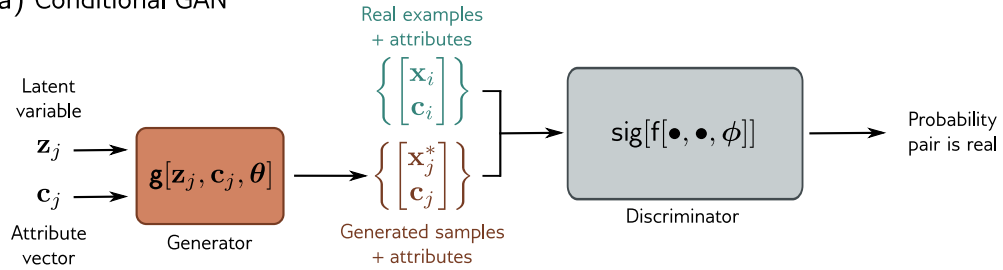 a) Conditional GAN
Real examples
+ attributes
{[x_i
c_i]}
Latent
variable
z_j
c_j
Attribute
vector
g[z_j, c_j, θ]
Generator
{[x_j^*
c_j]}
Generated samples
+ attributes
sig[f[•, •, ϕ]]
Discriminator
Probability
pair is real